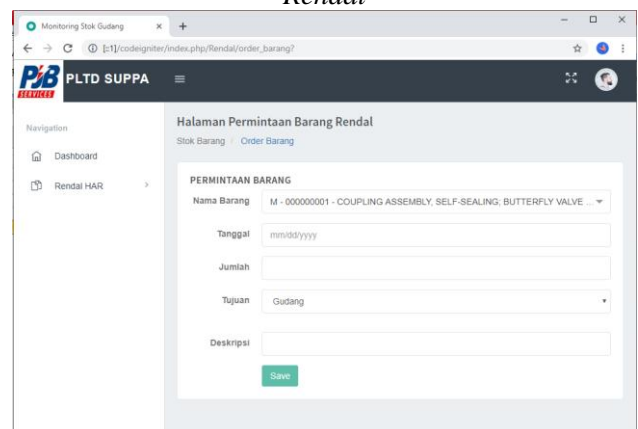 Rendal
Monitoring Stok Gudang
[::1]/codeigniter/index.php/Rendal/order_barang?
PJB
SERVICES
PLTD SUPPA
Navigation
Dashboard
Rendal HAR
Halaman Permintaan Barang Rendal
Stok Barang / Order Barang
PERMINTAAN BARANG
Nama Barang M - 000000001 - COUPLING ASSEMBLY, SELF-SEALING; BUTTERFLY VALVE ...
Tanggal mm/dd/yyyy
Jumlah
Tujuan Gudang
Deskripsi
Save